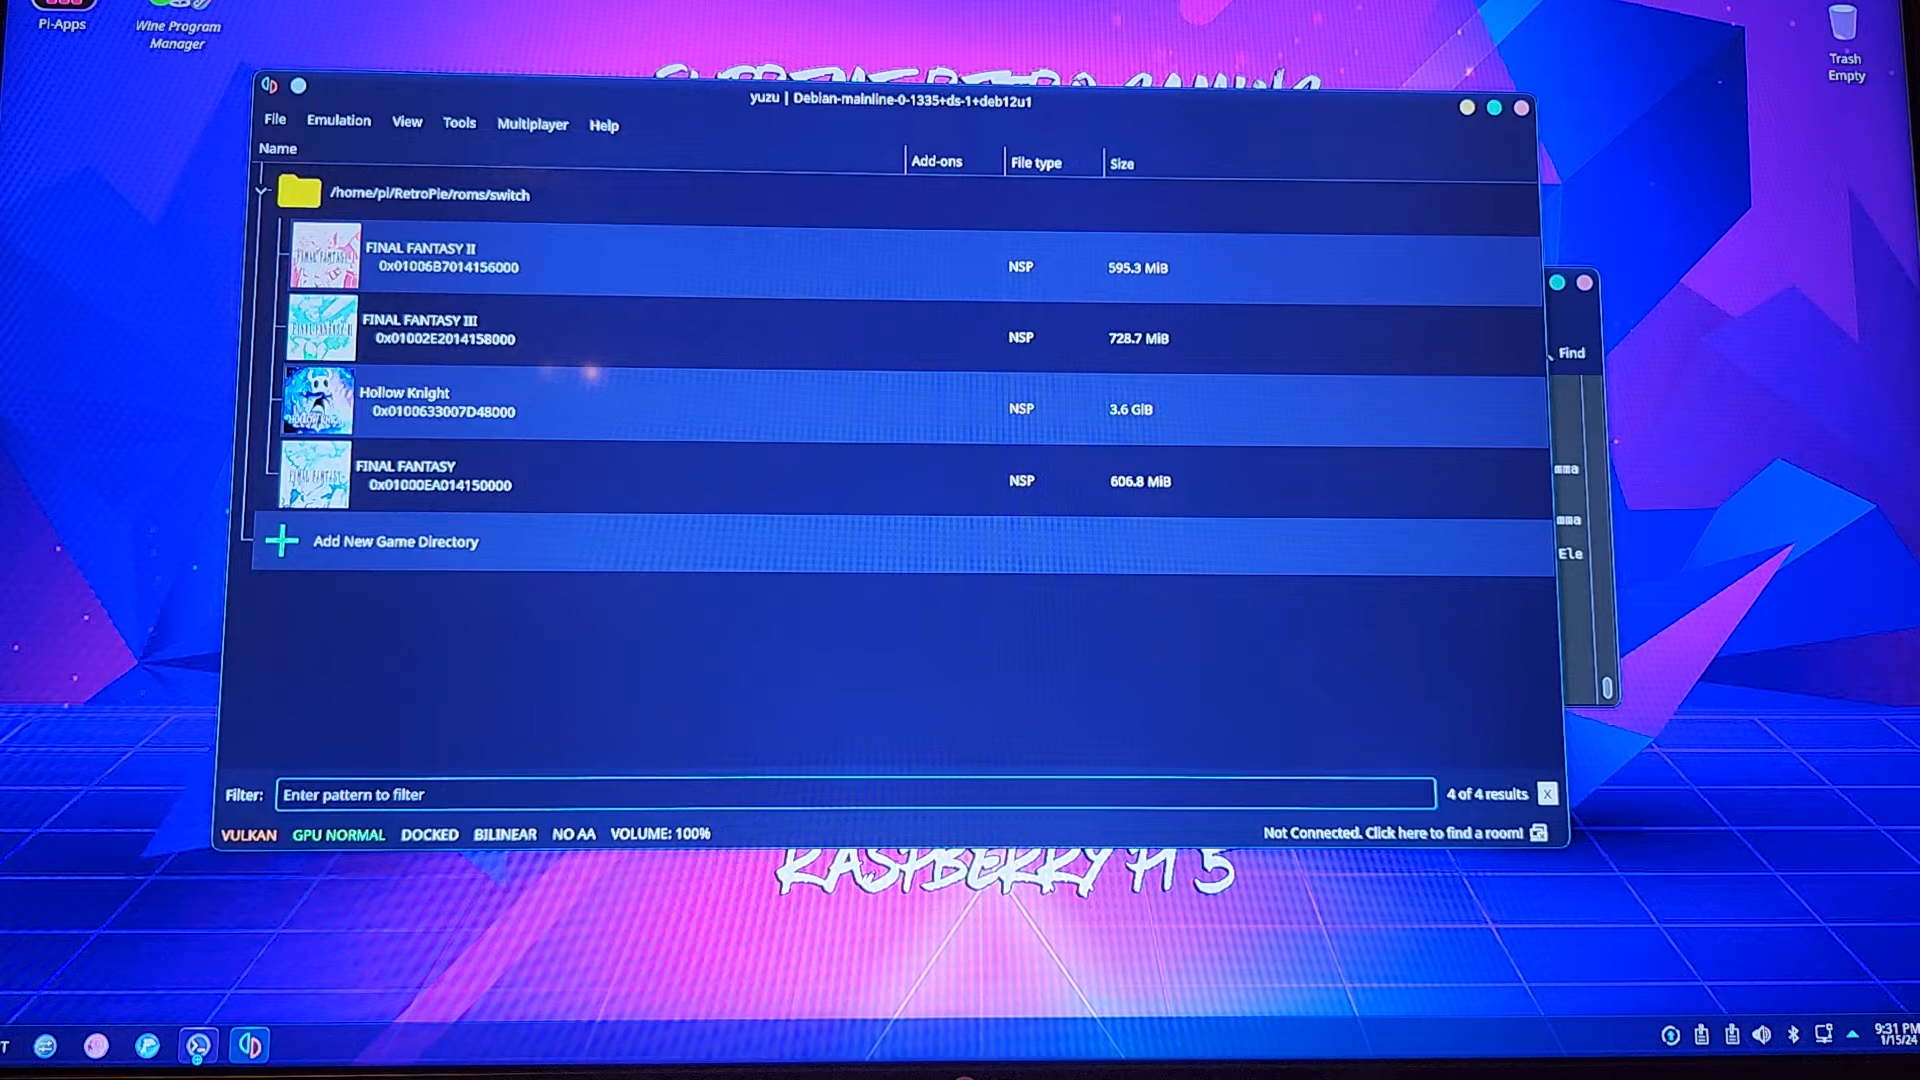 Pi-Apps
Wine Program
Manager
Trash
Empty
yuzu | Debian-mainline-0-1335+ds-1+deb12u1
File Emulation View Tools Multiplayer Help
Name Add-ons File type Size
/home/pi/RetroPie/roms/switch
FINAL FANTASY II
0x01006B7014156000 NSP 595.3 MiB
FINAL FANTASY III
0x01002E2014158000 NSP 728.7 MiB
Find
Hollow Knight
0x0100633007D48000 NSP 3.6 GiB
FINAL FANTASY
0x01000EA014150000 NSP 606.8 MiB
mma
mma
Ele
Add New Game Directory
Filter: Enter pattern to filter 4 of 4 results X
VULKAN GPU NORMAL DOCKED BILINEAR NO AA VOLUME: 100% Not Connected. Click here to find a room!
RASPBERRY PI 5
T
9:31 PM
1/15/24